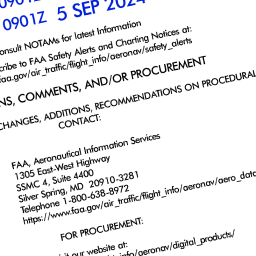 0901Z 5 SEP 2024
onsult NOTAMs for latest Information
cribe to FAA Safety Alerts and Charting Notices at:
faa.gov/air_traffic/flight_info/aeronav/safety_alerts
NS, COMMENTS, AND/OR PROCUREMENT
CHANGES, ADDITIONS, RECOMMENDATIONS ON PROCEDURAL
CONTACT:
FAA, Aeronautical Information Services
1305 East-West Highway
SSMC 4, Suite 4400
Silver Spring, MD 20910-3281
Telephone 1-800-638-8972
https://www.faa.gov/air_traffic/flight_info/aeronav/aero_data
FOR PROCUREMENT:
our website at:
flight_info/aeronav/digital_products/